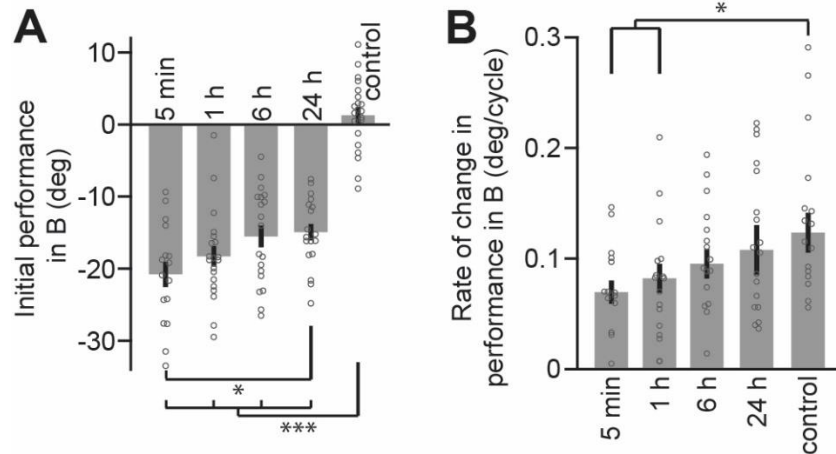 A
Initial performance
in B (deg)
10
0
-10
-20
-30
5 min
1 h
6 h
24 h
control
*
***
B
Rate of change in
performance in B (deg/cycle)
0.3
0.2
0.1
0
*
5 min
1 h
6 h
24 h
control